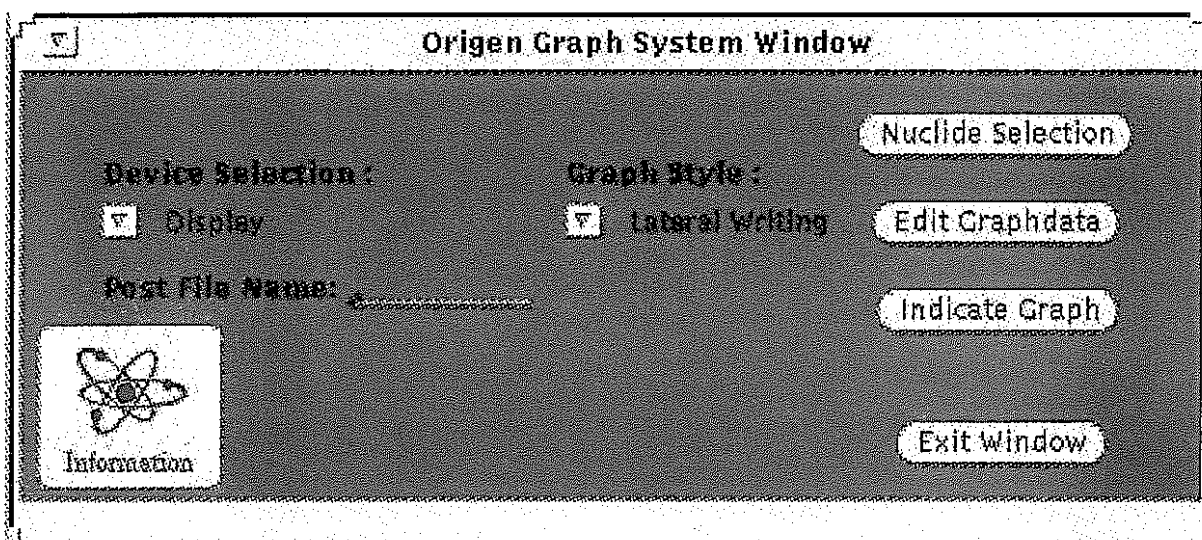 Origen Graph System Window
Nuclide Selection
Device Selection :
Graph Style :
Display
Lateral Writing
Edit Graphdata
Post File Name:
Indicate Graph
Information
Exit Window